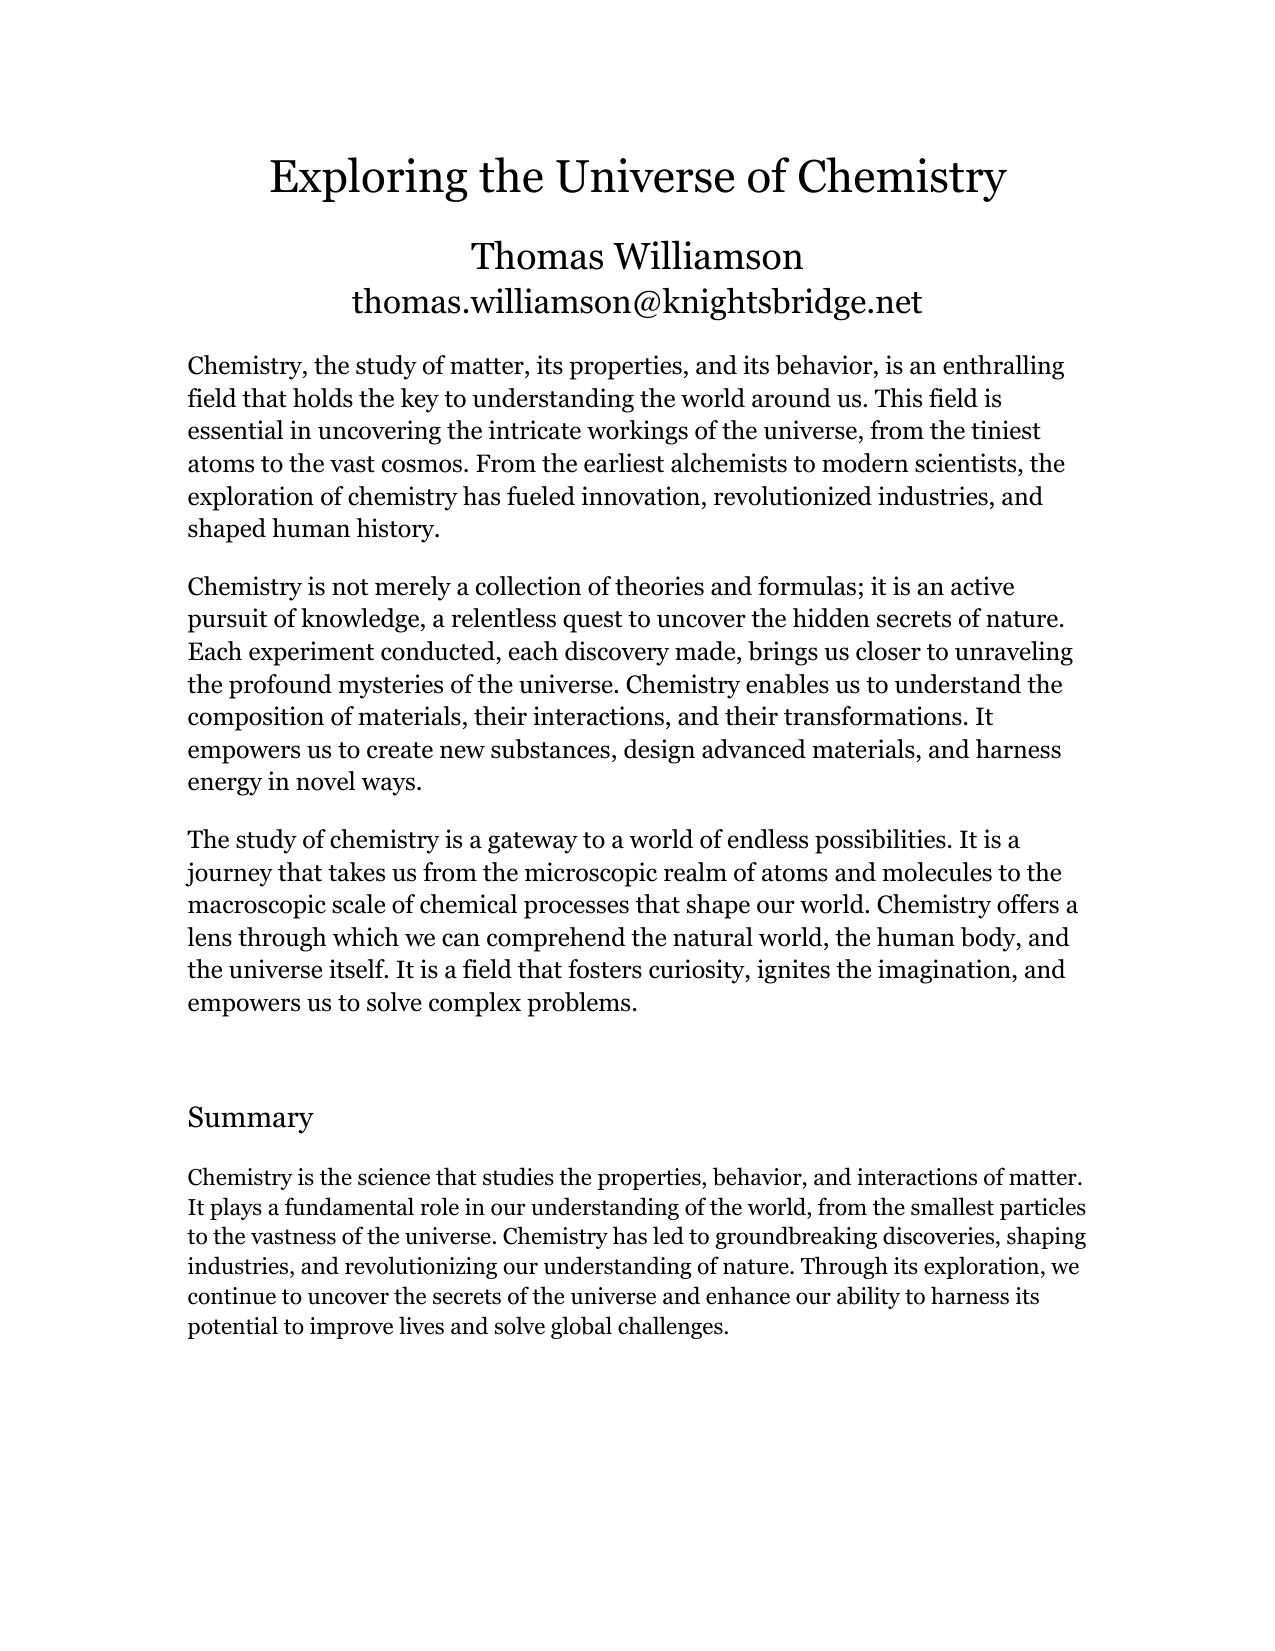 Exploring the Universe of Chemistry
Thomas Williamson
thomas.williamson@knightsbridge.net
Chemistry, the study of matter, its properties, and its behavior, is an enthralling
field that holds the key to understanding the world around us. This field is
essential in uncovering the intricate workings of the universe, from the tiniest
atoms to the vast cosmos. From the earliest alchemists to modern scientists, the
exploration of chemistry has fueled innovation, revolutionized industries, and
shaped human history.
Chemistry is not merely a collection of theories and formulas; it is an active
pursuit of knowledge, a relentless quest to uncover the hidden secrets of nature.
Each experiment conducted, each discovery made, brings us closer to unraveling
the profound mysteries of the universe. Chemistry enables us to understand the
composition of materials, their interactions, and their transformations. It
empowers us to create new substances, design advanced materials, and harness
energy in novel ways.
The study of chemistry is a gateway to a world of endless possibilities. It is a
journey that takes us from the microscopic realm of atoms and molecules to the
macroscopic scale of chemical processes that shape our world. Chemistry offers a
lens through which we can comprehend the natural world, the human body, and
the universe itself. It is a field that fosters curiosity, ignites the imagination, and
empowers us to solve complex problems.
Summary
Chemistry is the science that studies the properties, behavior, and interactions of matter.
It plays a fundamental role in our understanding of the world, from the smallest particles
to the vastness of the universe. Chemistry has led to groundbreaking discoveries, shaping
industries, and revolutionizing our understanding of nature. Through its exploration, we
continue to uncover the secrets of the universe and enhance our ability to harness its
potential to improve lives and solve global challenges.